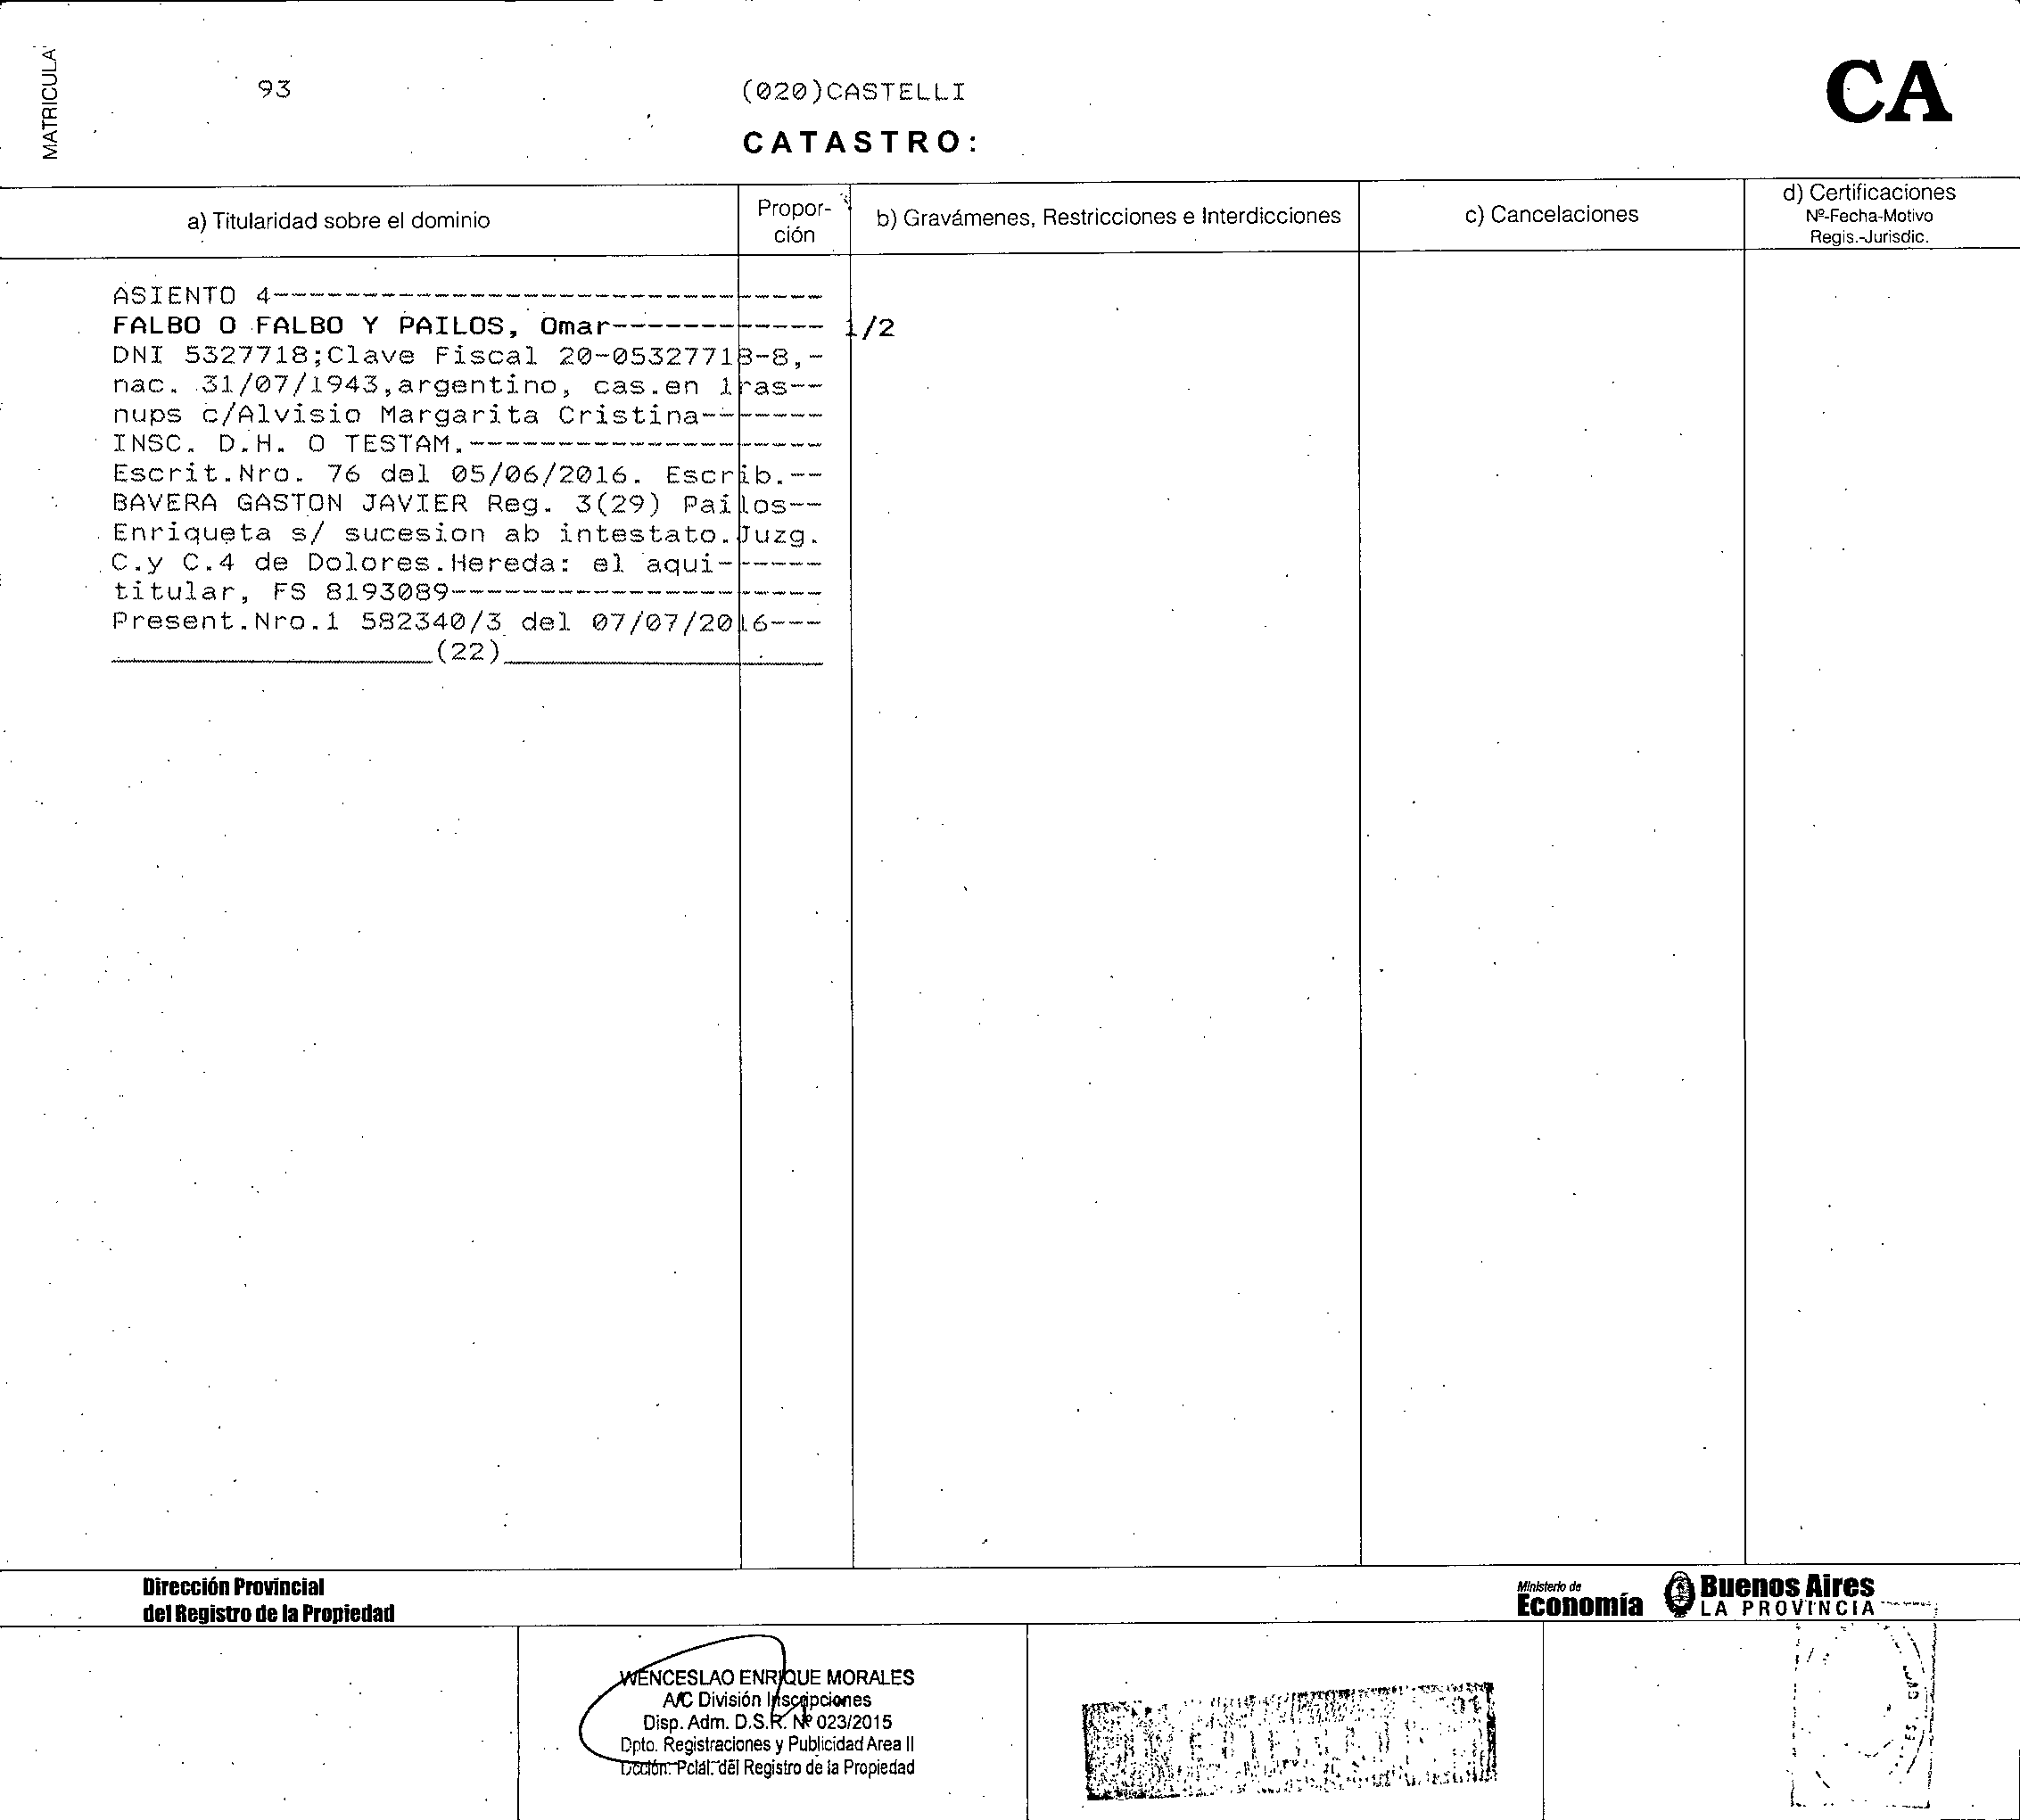 MATRICULA
93
(020)CASTELLI
CA
CATASTRO:
a) Titularidad sobre el dominio
Propor-
ción
b) Gravámenes, Restricciones e Interdicciones
c) Cancelaciones
d) Certificaciones
Nº-Fecha-Motivo
Regis.-Jurisdic.
ASIENTO 4-------------------------------
FALBO O FALBO Y PAILOS, Omar------------ 1/2
DNI 5327718;Clave Fiscal 20-05327718-8,-
nac. 31/07/1943,argentino, cas.en 1ras--
nups c/Alvisio Margarita Cristina-------
INSC. D.H. O TESTAM.--------------------
Escrit.Nro. 76 del 05/06/2016. Escrib.--
BAVERA GASTON JAVIER Reg. 3(29) Pailos--
Enriqueta s/ sucesion ab intestato.Juzg.
C.y C.4 de Dolores.Hereda: el aqui------
titular, FS 8193089---------------------
Present.Nro.1 582340/3 del 07/07/2016---
__________________(22)__________________
Dirección Provincial
del Registro de la Propiedad
Ministerio de
Economía
Buenos Aires
LA PROVINCIA
WENCESLAO ENRIQUE MORALES
A/C División Inscripciones
Disp. Adm. D.S.R. Nº 023/2015
Dpto. Registraciones y Publicidad Area II
Dcción. Pcial. del Registro de la Propiedad